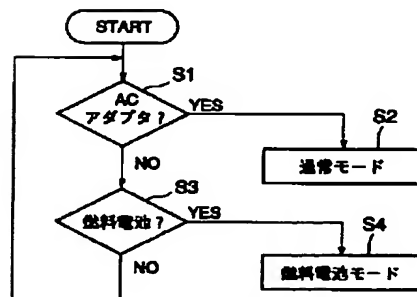 START
S1
AC
アダプタ?
YES
S2
通常モード
NO
S3
燃料電池?
YES
S4
燃料電池モード
NO